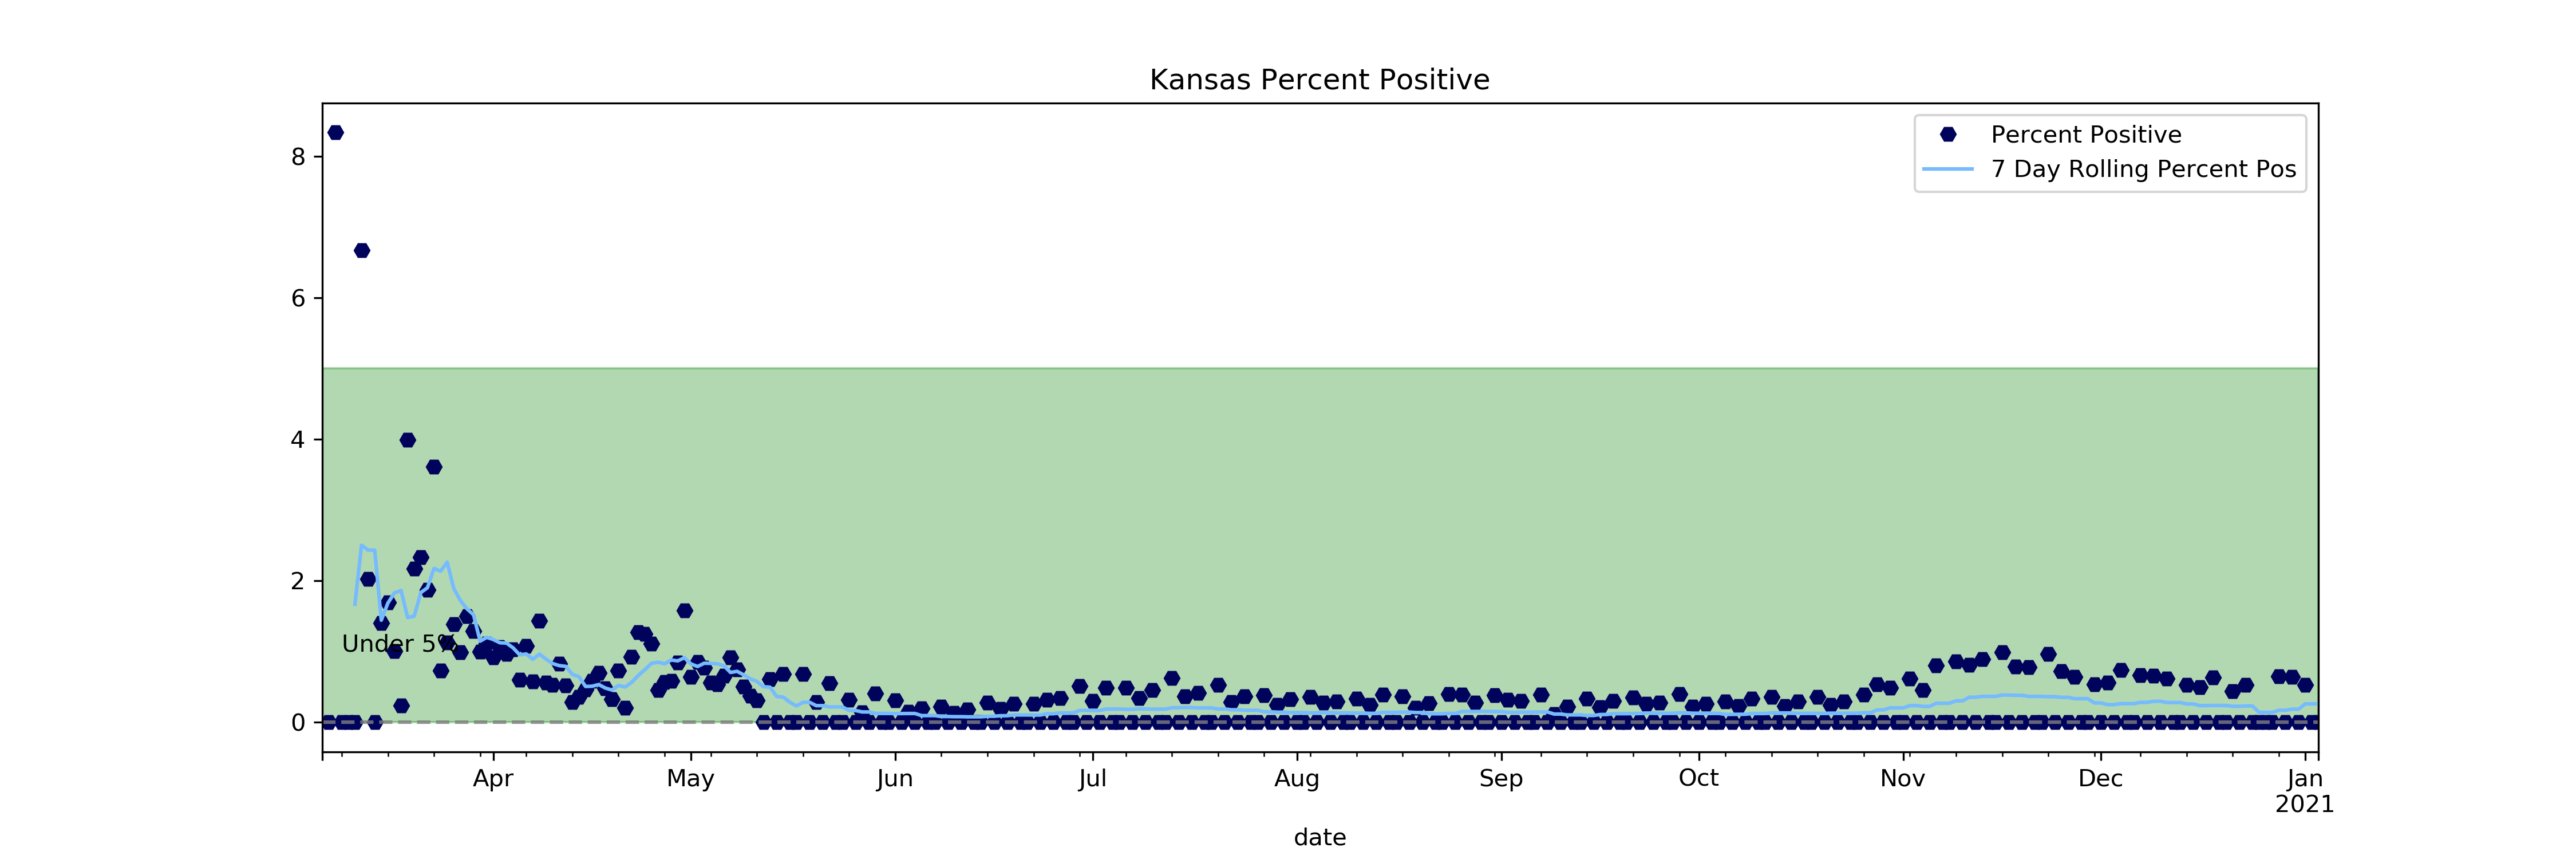 Kansas Percent Positive
Percent Positive
7 Day Rolling Percent Pos
8
6
4
2
0
Under 5%
Apr May Jun Jul Aug Sep Oct Nov Dec Jan
2021
date